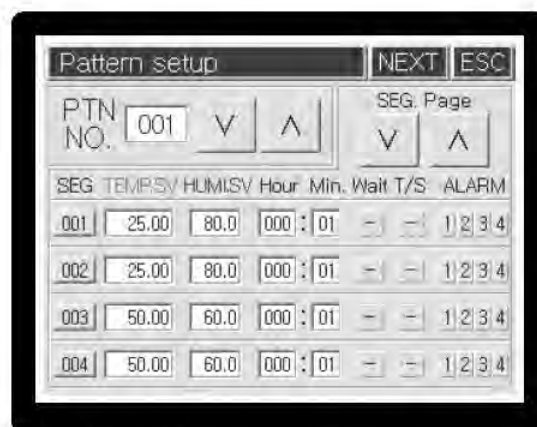 Pattern setup NEXT ESC
PTN NO. 001 V Λ
SEG. Page
V Λ
SEG TEMP.SV HUMI.SV Hour Min. Wait T/S ALARM
001 25.00 80.0 000 : 01 – – 1 2 3 4
002 25.00 80.0 000 : 01 – – 1 2 3 4
003 50.00 60.0 000 : 01 – – 1 2 3 4
004 50.00 60.0 000 : 01 – – 1 2 3 4